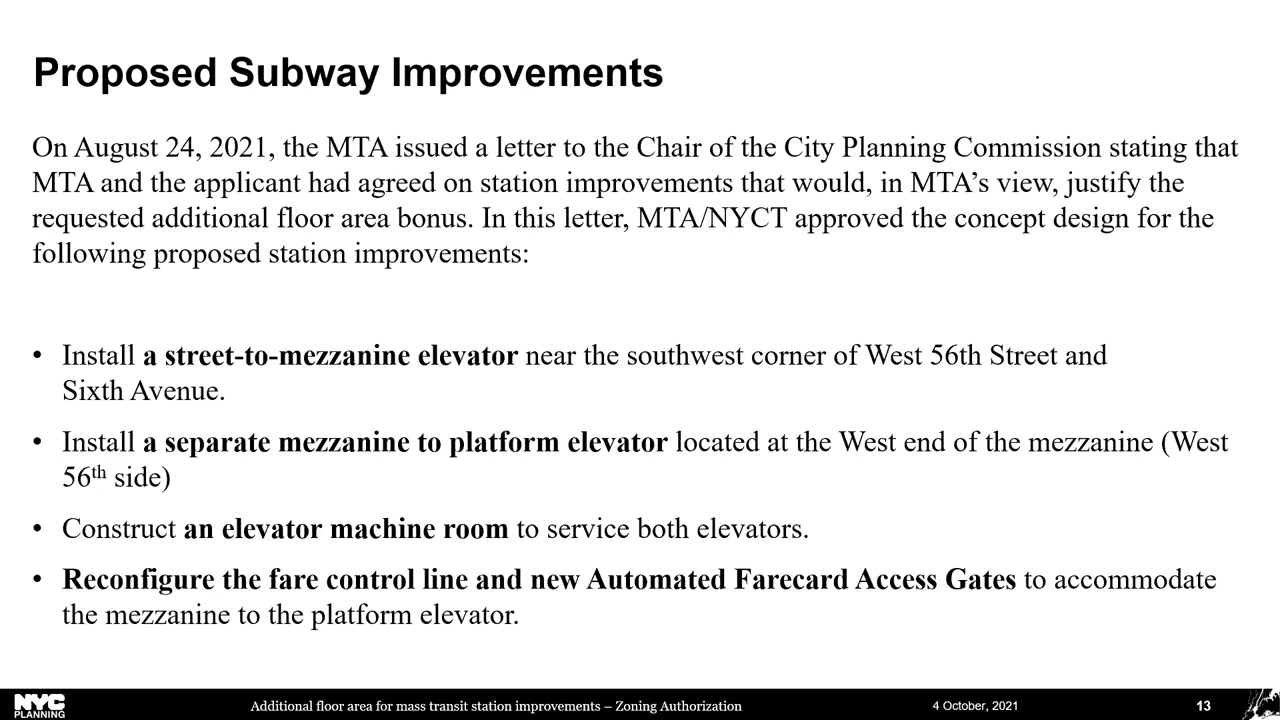 Proposed Subway Improvements
On August 24, 2021, the MTA issued a letter to the Chair of the City Planning Commission stating that
MTA and the applicant had agreed on station improvements that would, in MTA’s view, justify the
requested additional floor area bonus. In this letter, MTA/NYCT approved the concept design for the
following proposed station improvements:
• Install a street-to-mezzanine elevator near the southwest corner of West 56th Street and
Sixth Avenue.
• Install a separate mezzanine to platform elevator located at the West end of the mezzanine (West
56th side)
• Construct an elevator machine room to service both elevators.
• Reconfigure the fare control line and new Automated Farecard Access Gates to accommodate
the mezzanine to the platform elevator.
NYC
PLANNING
Additional floor area for mass transit station improvements – Zoning Authorization
4 October, 2021
13